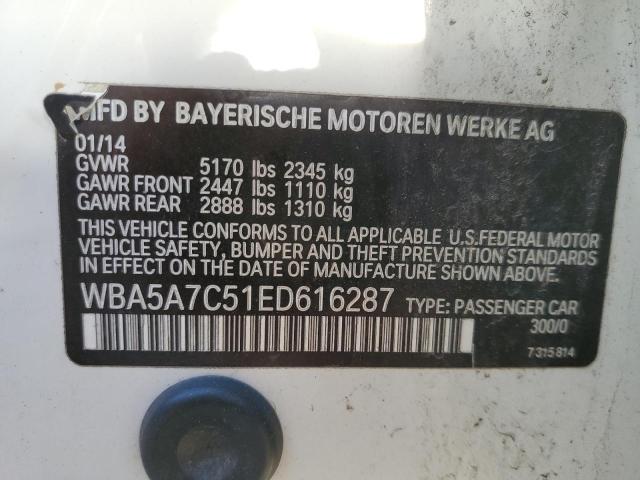 MFD BY BAYERISCHE MOTOREN WERKE AG
01/14
GVWR 5170 lbs 2345 kg
GAWR FRONT 2447 lbs 1110 kg
GAWR REAR 2888 lbs 1310 kg
THIS VEHICLE CONFORMS TO ALL APPLICABLE U.S.FEDERAL MOTOR
VEHICLE SAFETY, BUMPER AND THEFT PREVENTION STANDARDS
IN EFFECT ON THE DATE OF MANUFACTURE SHOWN ABOVE.
WBA5A7C51ED616287 TYPE: PASSENGER CAR
300/0
7315814